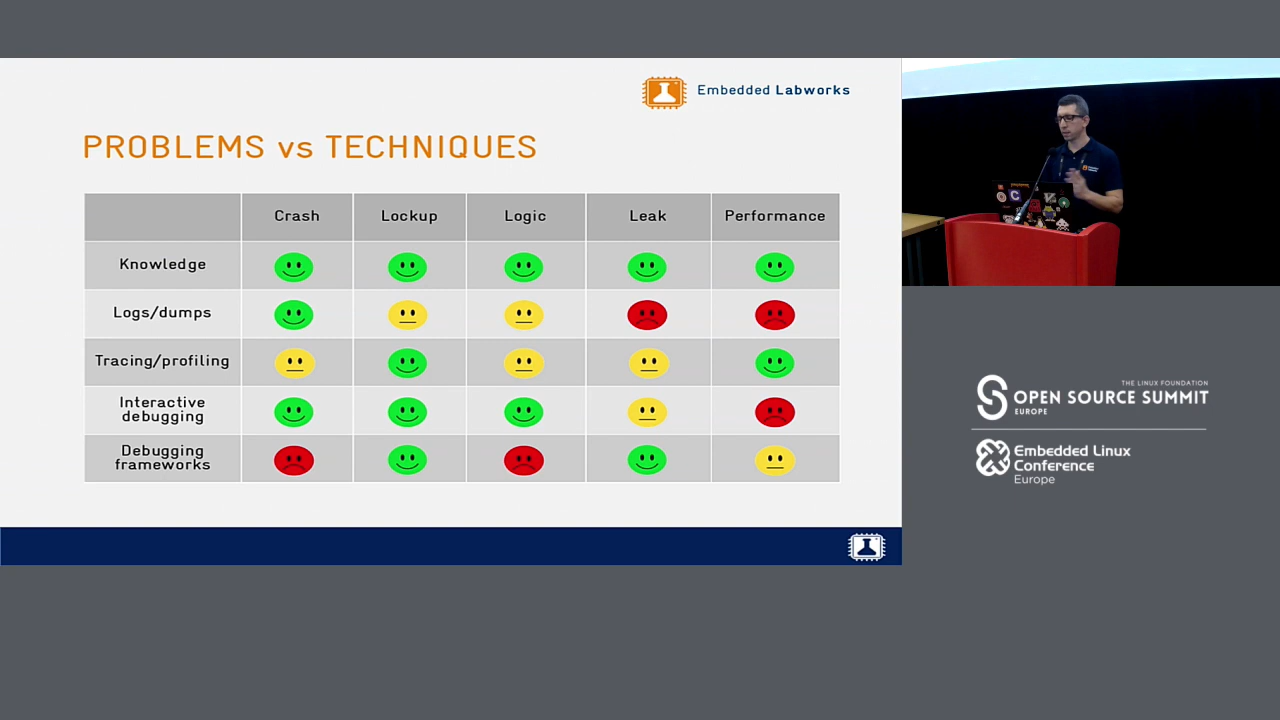 Embedded Labworks
PROBLEMS vs TECHNIQUES
Crash Lockup Logic Leak Performance
Knowledge
Logs/dumps
Tracing/profiling
Interactive
debugging
Debugging
frameworks
THE LINUX FOUNDATION
OPEN SOURCE SUMMIT
EUROPE
Embedded Linux
Conference
Europe